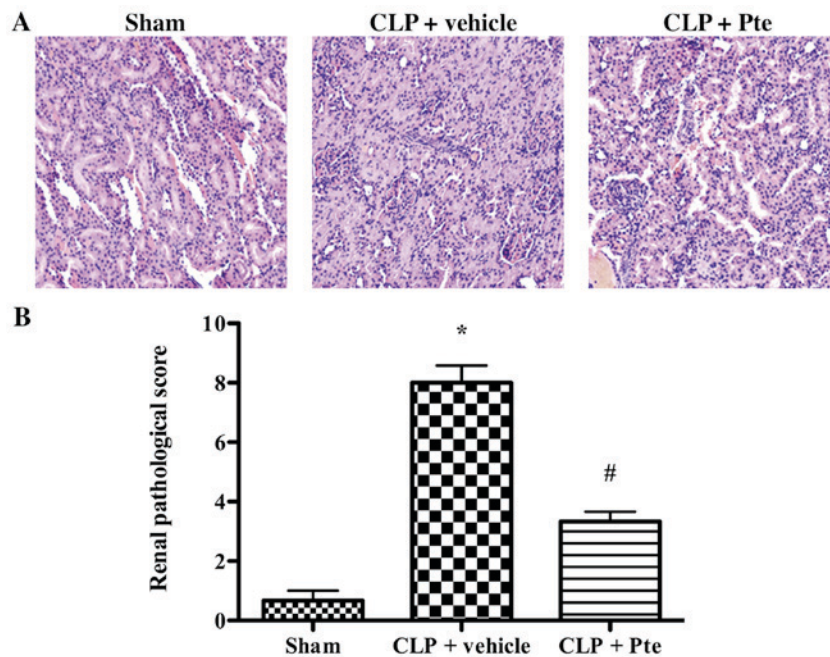 A
Sham
CLP + vehicle
CLP + Pte
B
Renal pathological score
10
8
6
4
2
0
*
#
Sham
CLP + vehicle
CLP + Pte